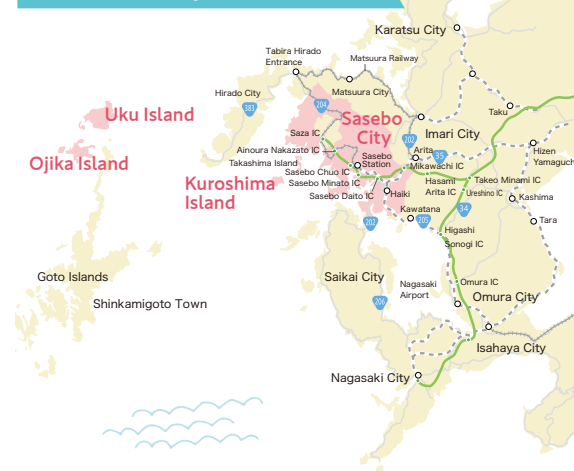 Karatsu City
Tabira Hirado
Entrance
Matsuura Railway
Hirado City
Matsuura City
383
204
Taku
Uku Island
Sasebo
City
Saza IC
Imari City
202
Ainoura Nakazato IC
Arita
35
Hizen
Yamaguch
Ojika Island
Takashima Island
Sasebo
Station
Mikawachi IC
Sasebo Chuo IC
Kuroshima
Island
Sasebo Minato IC
Hasami
Arita IC
Takeo Minami IC
Ureshino IC
Sasebo Daito IC
Haiki
Kashima
Kawatana
34
202
205
Tara
Higashi
Sonogi IC
Goto Islands
Saikai City
Nagasaki
Airport
Omura IC
Omura City
Shinkamigoto Town
206
Isahaya City
Nagasaki City